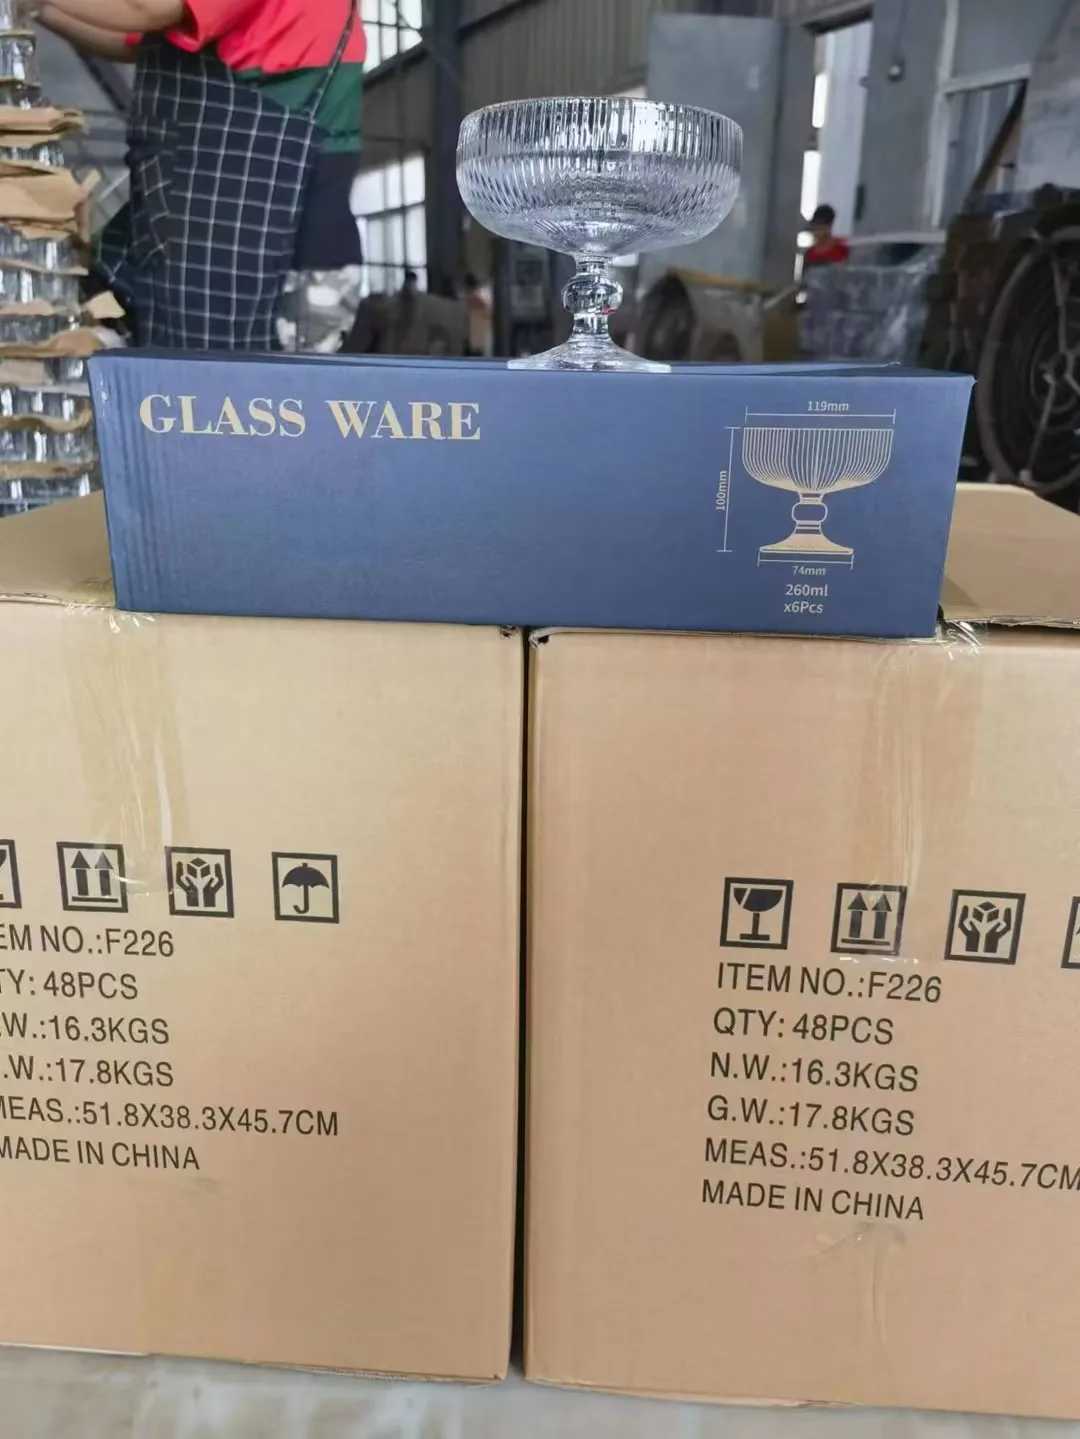 GLASS WARE
119mm
100mm
74mm
260ml
x6Pcs
EM NO.:F226
TY: 48PCS
.W.:16.3KGS
.W.:17.8KGS
MEAS.:51.8X38.3X45.7CM
MADE IN CHINA
ITEM NO.:F226
QTY: 48PCS
N.W.:16.3KGS
G.W.:17.8KGS
MEAS.:51.8X38.3X45.7CM
MADE IN CHINA